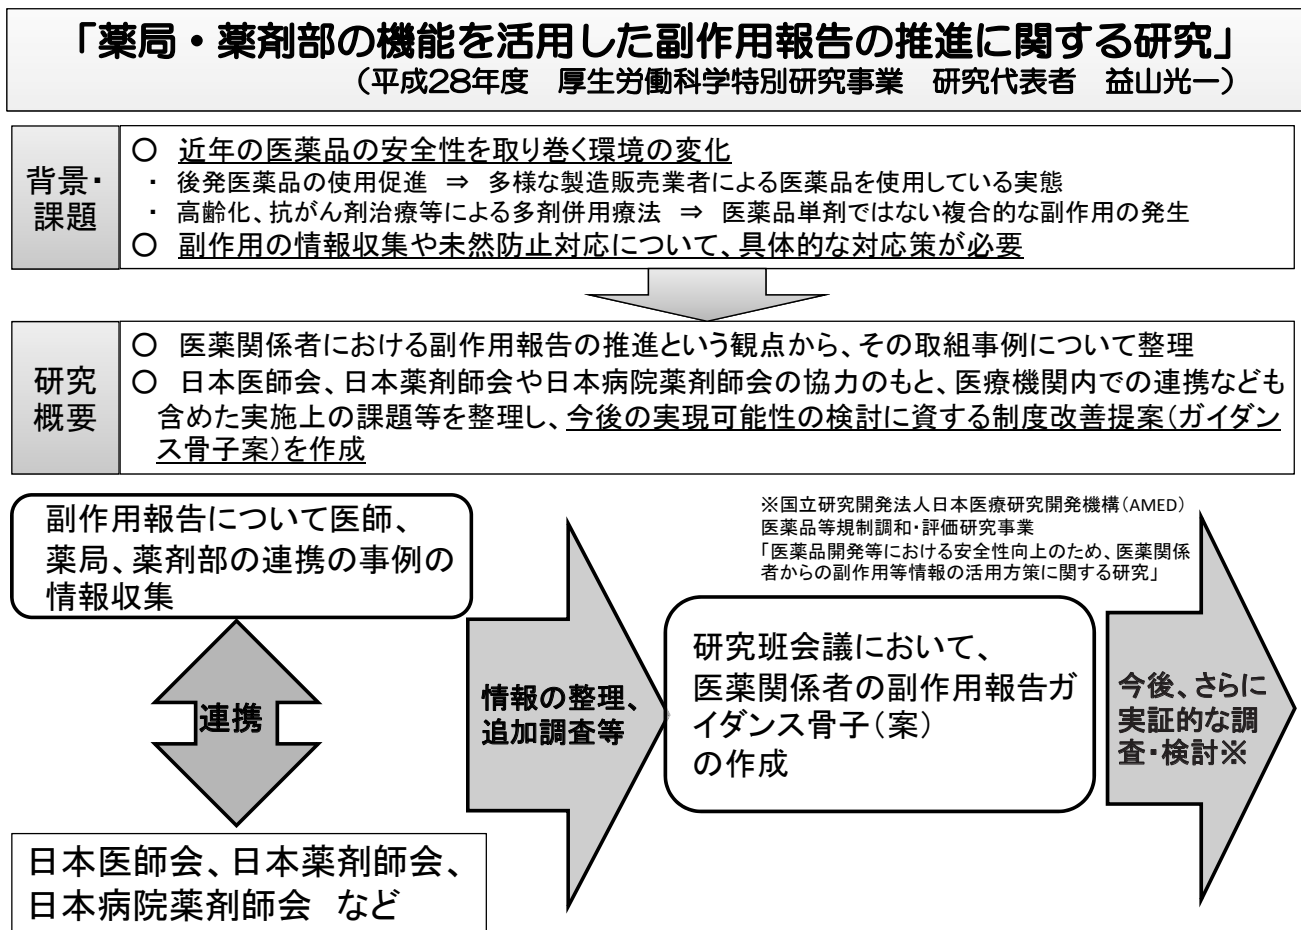 「薬局・薬剤部の機能を活用した副作用報告の推進に関する研究」
（平成28年度　厚生労働科学特別研究事業　研究代表者　益山光一）
背景・
課題
○　近年の医薬品の安全性を取り巻く環境の変化
・　後発医薬品の使用促進　⇒　多様な製造販売業者による医薬品を使用している実態
・　高齢化、抗がん剤治療等による多剤併用療法　⇒　医薬品単剤ではない複合的な副作用の発生
○　副作用の情報収集や未然防止対応について、具体的な対応策が必要
研究
概要
○　医薬関係者における副作用報告の推進という観点から、その取組事例について整理
○　日本医師会、日本薬剤師会や日本病院薬剤師会の協力のもと、医療機関内での連携なども
含めた実施上の課題等を整理し、今後の実現可能性の検討に資する制度改善提案（ガイダン
ス骨子案）を作成
副作用報告について医師、
薬局、薬剤部の連携の事例の
情報収集
連携
日本医師会、日本薬剤師会、
日本病院薬剤師会　など
情報の整理、
追加調査等
※国立研究開発法人日本医療研究開発機構（AMED）
医薬品等規制調和・評価研究事業
「医薬品開発等における安全性向上のため、医薬関係
者からの副作用等情報の活用方策に関する研究」
研究班会議において、
医薬関係者の副作用報告ガ
イダンス骨子（案）
の作成
今後、さらに
実証的な調
査・検討※